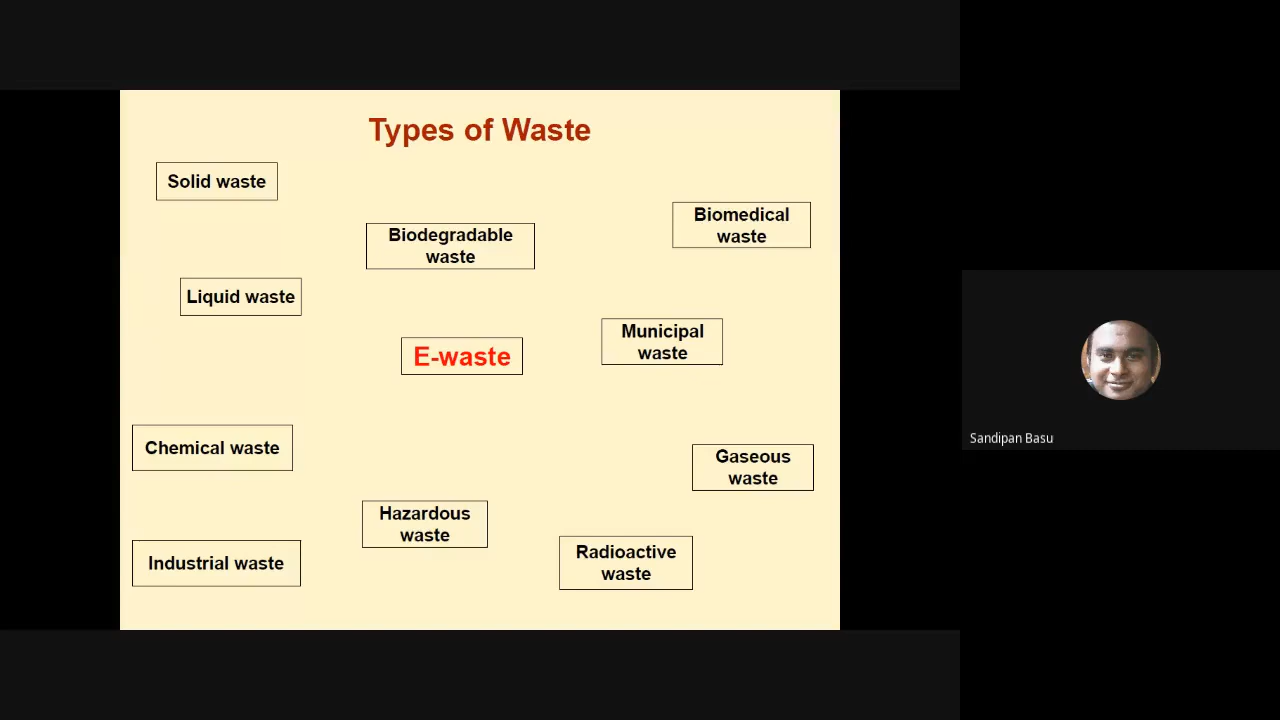 Types of Waste
Solid waste
Biomedical
waste
Biodegradable
waste
Liquid waste
Municipal
waste
E-waste
Chemical waste
Gaseous
waste
Hazardous
waste
Radioactive
waste
Industrial waste
Sandipan Basu